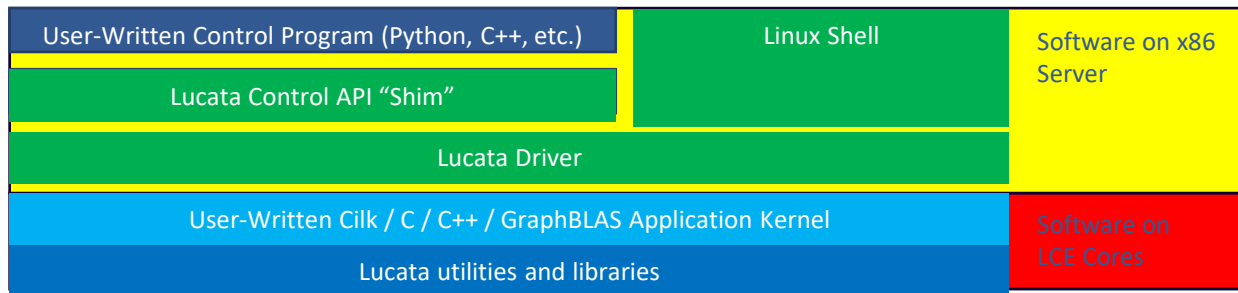 User-Written Control Program (Python, C++, etc.)
Linux Shell
Software on x86
Server
Lucata Control API “Shim”
Lucata Driver
User-Written Cilk / C / C++ / GraphBLAS Application Kernel
Software on
LCE Cores
Lucata utilities and libraries